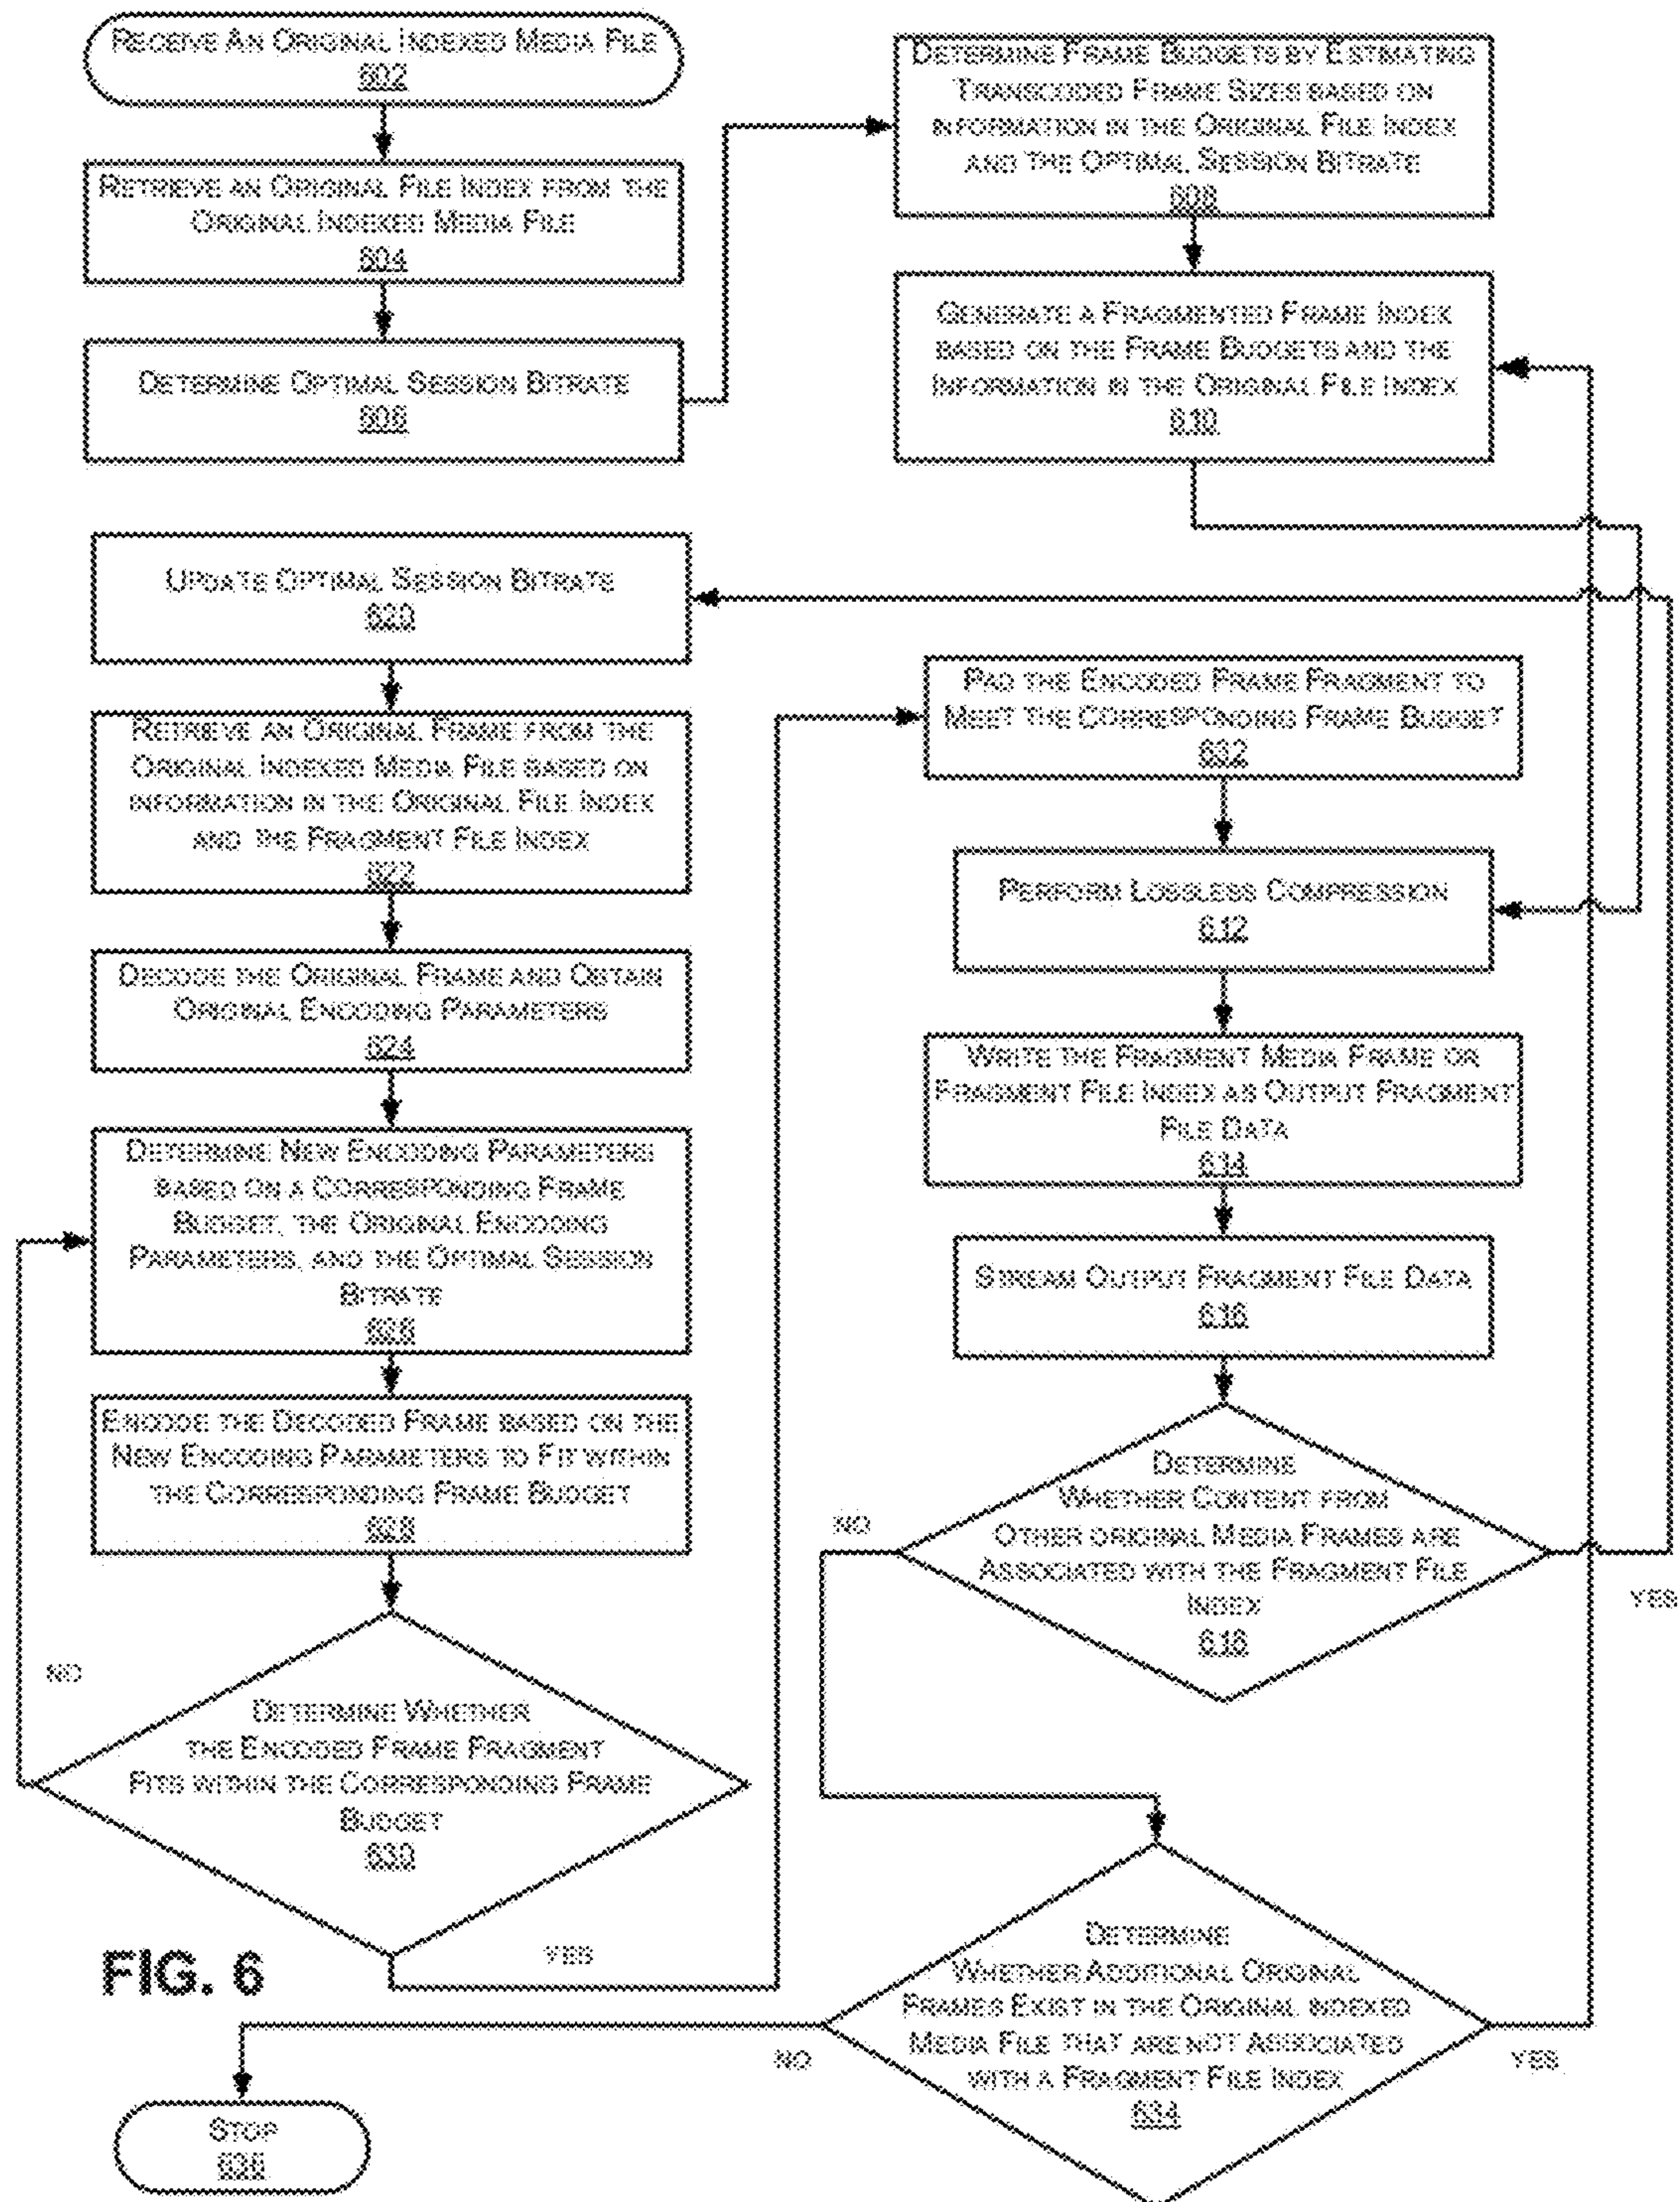 RECEIVE AN ORIGINAL INDEXED MEDIA FILE
602
RETRIEVE AN ORIGINAL FILE INDEX FROM THE
ORIGINAL INDEXED MEDIA FILE
604
DETERMINE OPTIMAL SESSION BITRATE
606
DETERMINE FRAME BUDGETS BY ESTIMATING
TRANSCODED FRAME SIZES BASED ON
INFORMATION IN THE ORIGINAL FILE INDEX
AND THE OPTIMAL SESSION BITRATE
608
GENERATE A FRAGMENTED FRAME INDEX
BASED ON THE FRAME BUDGETS AND THE
INFORMATION IN THE ORIGINAL FILE INDEX
610
UPDATE OPTIMAL SESSION BITRATE
620
RETRIEVE AN ORIGINAL FRAME FROM THE
ORIGINAL INDEXED MEDIA FILE BASED ON
INFORMATION IN THE ORIGINAL FILE INDEX
AND THE FRAGMENT FILE INDEX
622
DECODE THE ORIGINAL FRAME AND OBTAIN
ORIGINAL ENCODING PARAMETERS
624
DETERMINE NEW ENCODING PARAMETERS
BASED ON A CORRESPONDING FRAME
BUDGET, THE ORIGINAL ENCODING
PARAMETERS, AND THE OPTIMAL SESSION
BITRATE
626
ENCODE THE DECODED FRAME BASED ON THE
NEW ENCODING PARAMETERS TO FIT WITHIN
THE CORRESPONDING FRAME BUDGET
628
NO
DETERMINE WHETHER
THE ENCODED FRAME FRAGMENT
FITS WITHIN THE CORRESPONDING FRAME
BUDGET
630
YES
PAD THE ENCODED FRAME FRAGMENT TO
MEET THE CORRESPONDING FRAME BUDGET
632
PERFORM LOSSLESS COMPRESSION
612
WRITE THE FRAGMENT MEDIA FRAME OR
FRAGMENT FILE INDEX AS OUTPUT FRAGMENT
FILE DATA
614
STREAM OUTPUT FRAGMENT FILE DATA
616
NO
DETERMINE
WHETHER CONTENT FROM
OTHER ORIGINAL MEDIA FRAMES ARE
ASSOCIATED WITH THE FRAGMENT FILE
INDEX
618
YES
DETERMINE
WHETHER ADDITIONAL ORIGINAL
FRAMES EXIST IN THE ORIGINAL INDEXED
MEDIA FILE THAT ARE NOT ASSOCIATED
WITH A FRAGMENT FILE INDEX
634
NO
YES
FIG. 6
STOP
636